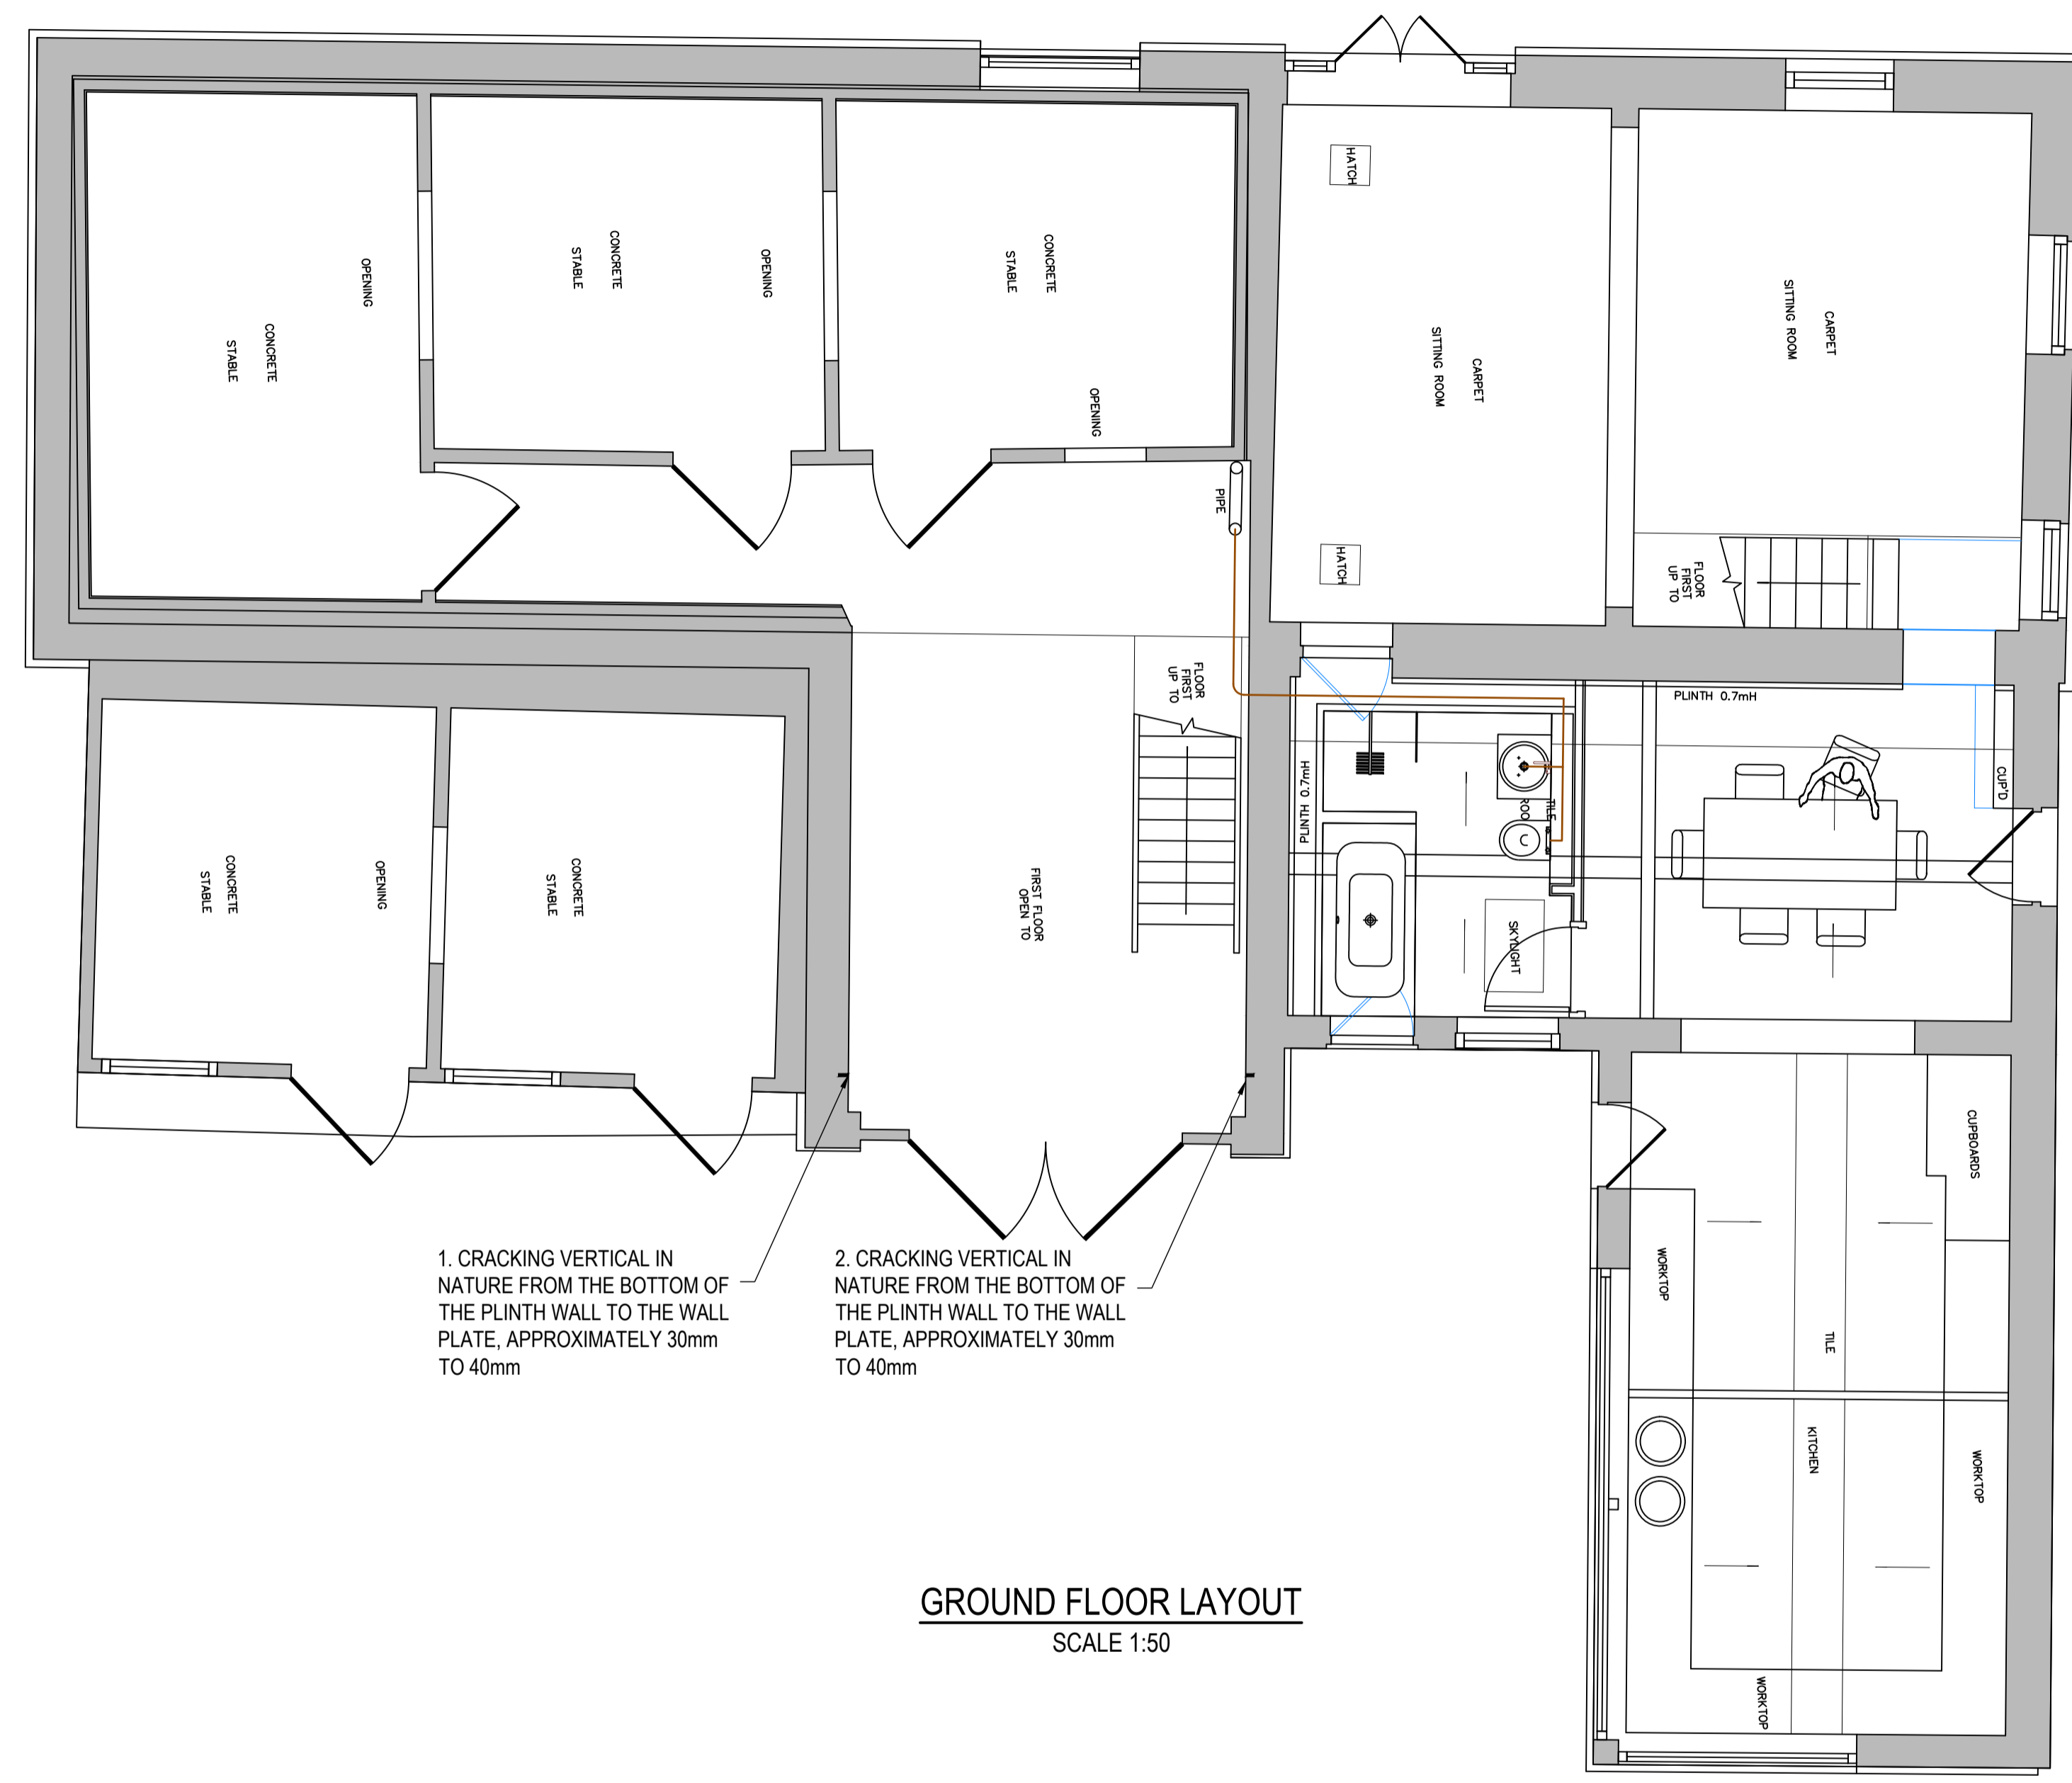 HATCH
OPENING
STABLE
CONCRETE
OPENING
STABLE
CONCRETE
OPENING
STABLE
CONCRETE
PIPE
HATCH
SITTING ROOM
CARPET
SITTING ROOM
CARPET
UP TO
FIRST
FLOOR
UP TO
FIRST
FLOOR
PLINTH 0.7mH
PLINTH 0.7mH
CUP'D
TILE
SKYLIGHT
OPEN TO
FIRST FLOOR
STABLE
CONCRETE
OPENING
STABLE
CONCRETE
CUPBOARDS
WORKTOP
TILE
KITCHEN
WORKTOP
WORKTOP
1. CRACKING VERTICAL IN
NATURE FROM THE BOTTOM OF
THE PLINTH WALL TO THE WALL
PLATE, APPROXIMATELY 30mm
TO 40mm
2. CRACKING VERTICAL IN
NATURE FROM THE BOTTOM OF
THE PLINTH WALL TO THE WALL
PLATE, APPROXIMATELY 30mm
TO 40mm
GROUND FLOOR LAYOUT
SCALE 1:50